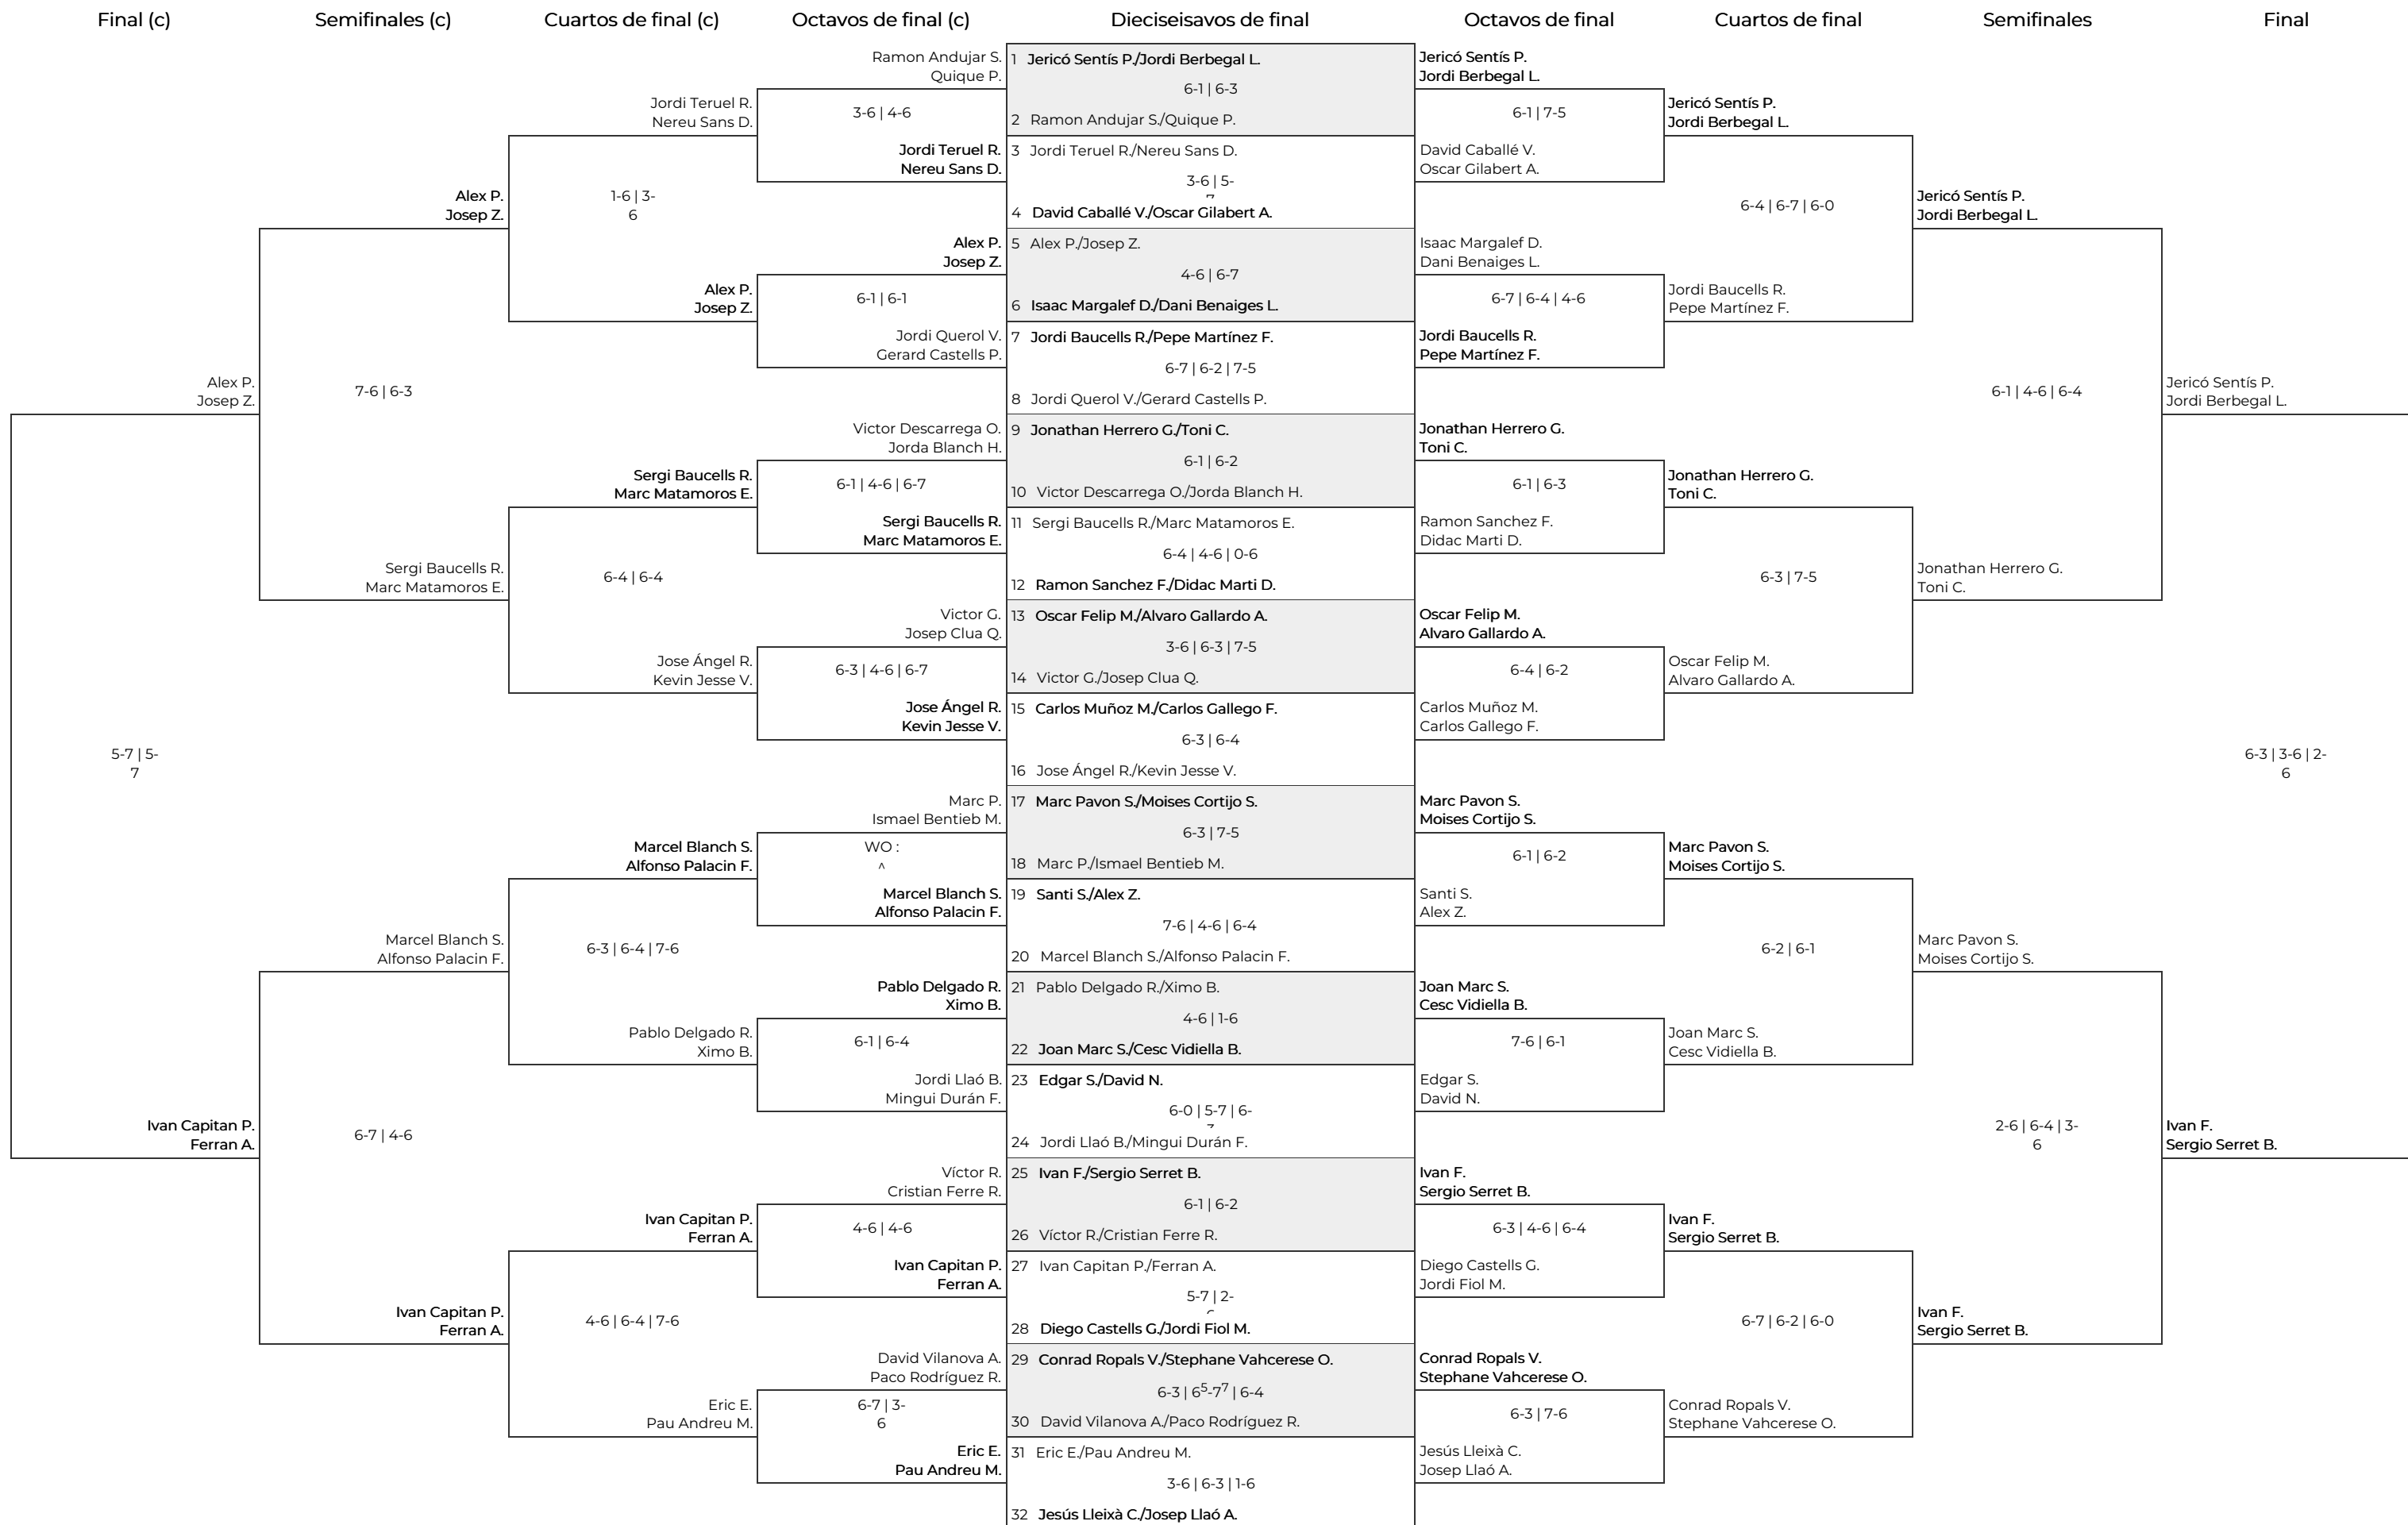 Final (c)
Semifinales (c)
Cuartos de final (c)
Octavos de final (c)
Dieciseisavos de final
Octavos de final
Cuartos de final
Semifinales
Final
Alex P.
Josep Z.
5-7 | 5-
7
Ivan Capitan P.
Ferran A.
Alex P.
Josep Z.
7-6 | 6-3
Sergi Baucells R.
Marc Matamoros E.
Marcel Blanch S.
Alfonso Palacin F.
6-7 | 4-6
Ivan Capitan P.
Ferran A.
Jordi Teruel R.
Nereu Sans D.
1-6 | 3-
6
Alex P.
Josep Z.
Sergi Baucells R.
Marc Matamoros E.
6-4 | 6-4
Jose Ángel R.
Kevin Jesse V.
Marcel Blanch S.
Alfonso Palacin F.
6-3 | 6-4 | 7-6
Pablo Delgado R.
Ximo B.
Ivan Capitan P.
Ferran A.
4-6 | 6-4 | 7-6
Eric E.
Pau Andreu M.
Ramon Andujar S.
Quique P.
3-6 | 4-6
Jordi Teruel R.
Nereu Sans D.
Alex P.
Josep Z.
6-1 | 6-1
Jordi Querol V.
Gerard Castells P.
Victor Descarrega O.
Jorda Blanch H.
6-1 | 4-6 | 6-7
Sergi Baucells R.
Marc Matamoros E.
Victor G.
Josep Clua Q.
6-3 | 4-6 | 6-7
Jose Ángel R.
Kevin Jesse V.
Marc P.
Ismael Bentieb M.
WO :
^
Marcel Blanch S.
Alfonso Palacin F.
Pablo Delgado R.
Ximo B.
6-1 | 6-4
Jordi Llaó B.
Mingui Durán F.
Víctor R.
Cristian Ferre R.
4-6 | 4-6
Ivan Capitan P.
Ferran A.
David Vilanova A.
Paco Rodríguez R.
6-7 | 3-
6
Eric E.
Pau Andreu M.
1 Jericó Sentís P./Jordi Berbegal L.
6-1 | 6-3
2 Ramon Andujar S./Quique P.
3 Jordi Teruel R./Nereu Sans D.
3-6 | 5-
4 David Caballé V./Oscar Gilabert A.
5 Alex P./Josep Z.
4-6 | 6-7
6 Isaac Margalef D./Dani Benaiges L.
7 Jordi Baucells R./Pepe Martínez F.
6-7 | 6-2 | 7-5
8 Jordi Querol V./Gerard Castells P.
9 Jonathan Herrero G./Toni C.
6-1 | 6-2
10 Victor Descarrega O./Jorda Blanch H.
11 Sergi Baucells R./Marc Matamoros E.
6-4 | 4-6 | 0-6
12 Ramon Sanchez F./Didac Marti D.
13 Oscar Felip M./Alvaro Gallardo A.
3-6 | 6-3 | 7-5
14 Victor G./Josep Clua Q.
15 Carlos Muñoz M./Carlos Gallego F.
6-3 | 6-4
16 Jose Ángel R./Kevin Jesse V.
17 Marc Pavon S./Moises Cortijo S.
6-3 | 7-5
18 Marc P./Ismael Bentieb M.
19 Santi S./Alex Z.
7-6 | 4-6 | 6-4
20 Marcel Blanch S./Alfonso Palacin F.
21 Pablo Delgado R./Ximo B.
4-6 | 1-6
22 Joan Marc S./Cesc Vidiella B.
23 Edgar S./David N.
6-0 | 5-7 | 6-
24 Jordi Llaó B./Mingui Durán F.
25 Ivan F./Sergio Serret B.
6-1 | 6-2
26 Víctor R./Cristian Ferre R.
27 Ivan Capitan P./Ferran A.
5-7 | 2-
28 Diego Castells G./Jordi Fiol M.
29 Conrad Ropals V./Stephane Vahcerese O.
6-3 | 6⁵-7⁷ | 6-4
30 David Vilanova A./Paco Rodríguez R.
31 Eric E./Pau Andreu M.
3-6 | 6-3 | 1-6
32 Jesús Lleixà C./Josep Llaó A.
Jericó Sentís P.
Jordi Berbegal L.
6-1 | 7-5
David Caballé V.
Oscar Gilabert A.
Isaac Margalef D.
Dani Benaiges L.
6-7 | 6-4 | 4-6
Jordi Baucells R.
Pepe Martínez F.
Jonathan Herrero G.
Toni C.
6-1 | 6-3
Ramon Sanchez F.
Didac Marti D.
Oscar Felip M.
Alvaro Gallardo A.
6-4 | 6-2
Carlos Muñoz M.
Carlos Gallego F.
Marc Pavon S.
Moises Cortijo S.
6-1 | 6-2
Santi S.
Alex Z.
Joan Marc S.
Cesc Vidiella B.
7-6 | 6-1
Edgar S.
David N.
Ivan F.
Sergio Serret B.
6-3 | 4-6 | 6-4
Diego Castells G.
Jordi Fiol M.
Conrad Ropals V.
Stephane Vahcerese O.
6-3 | 7-6
Jesús Lleixà C.
Josep Llaó A.
Jericó Sentís P.
Jordi Berbegal L.
6-4 | 6-7 | 6-0
Jordi Baucells R.
Pepe Martínez F.
Jonathan Herrero G.
Toni C.
6-3 | 7-5
Oscar Felip M.
Alvaro Gallardo A.
Marc Pavon S.
Moises Cortijo S.
6-2 | 6-1
Joan Marc S.
Cesc Vidiella B.
Ivan F.
Sergio Serret B.
6-7 | 6-2 | 6-0
Conrad Ropals V.
Stephane Vahcerese O.
Jericó Sentís P.
Jordi Berbegal L.
6-1 | 4-6 | 6-4
Jonathan Herrero G.
Toni C.
Marc Pavon S.
Moises Cortijo S.
2-6 | 6-4 | 3-
6
Ivan F.
Sergio Serret B.
Jericó Sentís P.
Jordi Berbegal L.
6-3 | 3-6 | 2-
6
Ivan F.
Sergio Serret B.